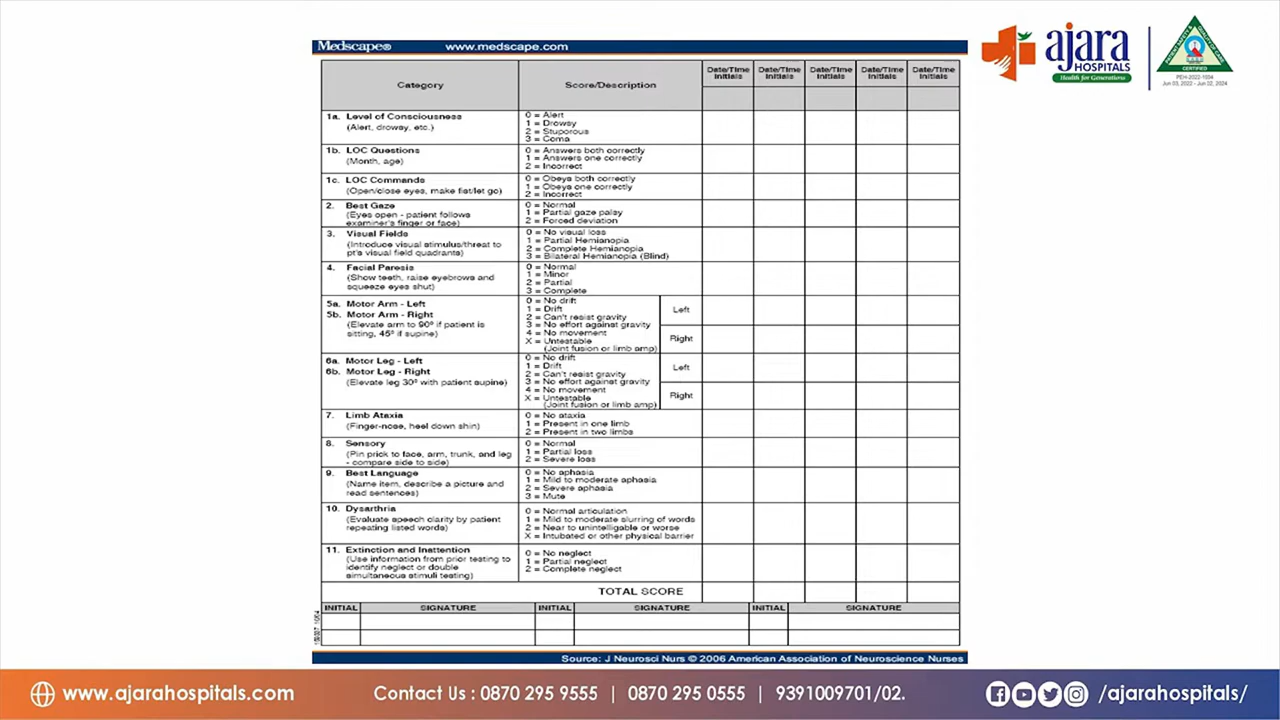 Medscape® www.medscape.com
ajara
HOSPITALS
Health for Generations
CERTIFIED
PEH-2022-1004
Jun 03, 2022 - Jun 02, 2024
Category
Score/Description
Date/Time Initials
Date/Time Initials
Date/Time Initials
Date/Time Initials
Date/Time Initials
1a. Level of Consciousness
(Alert, drowsy, etc.)
0 = Alert
1 = Drowsy
2 = Stuporous
3 = Coma
1b. LOC Questions
(Month, age)
0 = Answers both correctly
1 = Answers one correctly
2 = Incorrect
1c. LOC Commands
(Open/close eyes, make fist/let go)
0 = Obeys both correctly
1 = Obeys one correctly
2 = Incorrect
2. Best Gaze
(Eyes open - patient follows
examiner's finger or face)
0 = Normal
1 = Partial gaze palsy
2 = Forced deviation
3. Visual Fields
(Introduce visual stimulus/threat to
pt's visual field quadrants)
0 = No visual loss
1 = Partial Hemianopia
2 = Complete Hemianopia
3 = Bilateral Hemianopia (Blind)
4. Facial Paresis
(Show teeth, raise eyebrows and
squeeze eyes shut)
0 = Normal
1 = Minor
2 = Partial
3 = Complete
5a. Motor Arm - Left
5b. Motor Arm - Right
(Elevate arm to 90º if patient is
sitting, 45º if supine)
0 = No drift
1 = Drift
2 = Can't resist gravity
3 = No effort against gravity
4 = No movement
X = Untestable
(Joint fusion or limb amp)
Left
Right
6a. Motor Leg - Left
6b. Motor Leg - Right
(Elevate leg 30º with patient supine)
0 = No drift
1 = Drift
2 = Can't resist gravity
3 = No effort against gravity
4 = No movement
X = Untestable
(Joint fusion or limb amp)
Left
Right
7. Limb Ataxia
(Finger-nose, heel down shin)
0 = No ataxia
1 = Present in one limb
2 = Present in two limbs
8. Sensory
(Pin prick to face, arm, trunk, and leg
- compare side to side)
0 = Normal
1 = Partial loss
2 = Severe loss
9. Best Language
(Name item, describe a picture and
read sentences)
0 = No aphasia
1 = Mild to moderate aphasia
2 = Severe aphasia
3 = Mute
10. Dysarthria
(Evaluate speech clarity by patient
repeating listed words)
0 = Normal articulation
1 = Mild to moderate slurring of words
2 = Near to unintelligible or worse
X = Intubated or other physical barrier
11. Extinction and Inattention
(Use information from prior testing to
identify neglect or double
simultaneous stimuli testing)
0 = No neglect
1 = Partial neglect
2 = Complete neglect
TOTAL SCORE
INITIAL SIGNATURE INITIAL SIGNATURE INITIAL SIGNATURE
Source: J Neurosci Nurs © 2006 American Association of Neuroscience Nurses
www.ajarahospitals.com
Contact Us : 0870 295 9555 | 0870 295 0555 | 9391009701/02.
/ajarahospitals/